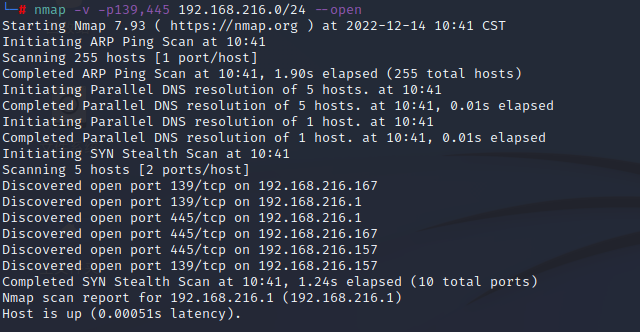 └─# nmap -v -p139,445 192.168.216.0/24 --open
Starting Nmap 7.93 ( https://nmap.org ) at 2022-12-14 10:41 CST
Initiating ARP Ping Scan at 10:41
Scanning 255 hosts [1 port/host]
Completed ARP Ping Scan at 10:41, 1.90s elapsed (255 total hosts)
Initiating Parallel DNS resolution of 5 hosts. at 10:41
Completed Parallel DNS resolution of 5 hosts. at 10:41, 0.01s elapsed
Initiating Parallel DNS resolution of 1 host. at 10:41
Completed Parallel DNS resolution of 1 host. at 10:41, 0.01s elapsed
Initiating SYN Stealth Scan at 10:41
Scanning 5 hosts [2 ports/host]
Discovered open port 139/tcp on 192.168.216.167
Discovered open port 139/tcp on 192.168.216.1
Discovered open port 445/tcp on 192.168.216.1
Discovered open port 445/tcp on 192.168.216.167
Discovered open port 445/tcp on 192.168.216.157
Discovered open port 139/tcp on 192.168.216.157
Completed SYN Stealth Scan at 10:41, 1.24s elapsed (10 total ports)
Nmap scan report for 192.168.216.1 (192.168.216.1)
Host is up (0.00051s latency).